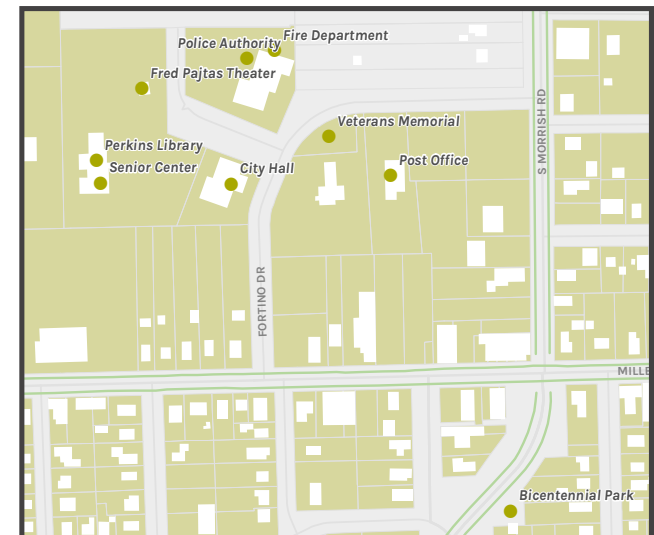 Fire Department
Police Authority
Fred Pajtas Theater
Veterans Memorial
Perkins Library
Senior Center
City Hall
Post Office
S MORRISH RD
FORTINO DR
MILLE
Bicentennial Park